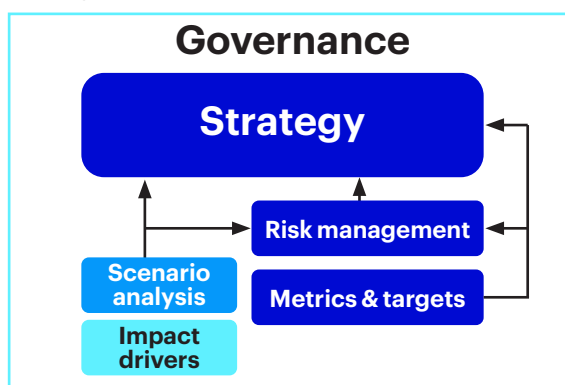 Governance
Strategy
Risk management
Scenario
analysis
Metrics & targets
Impact
drivers